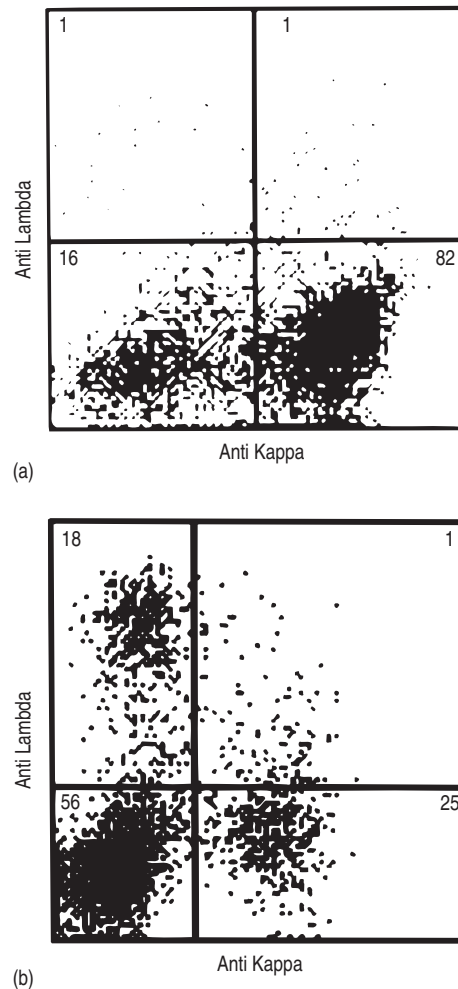 1 1
Anti Lambda
16 82
Anti Kappa
(a)
18 1
Anti Lambda
56 25
Anti Kappa
(b)